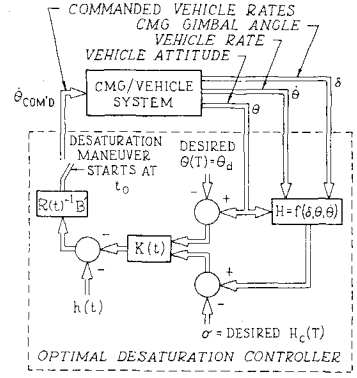 COMMANDED VEHICLE RATES
CMG GIMBAL ANGLE
VEHICLE RATE
VEHICLE ATTITUDE
CMG/VEHICLE
SYSTEM
δ
θ̇
θ
θ̇COM'D
DESATURATION
MANEUVER
STARTS AT
t₀
DESIRED
Θ(T)=θd
R(t)⁻¹B'
K(t)
H=f(δ,θ,θ̇)
h(t)
σ = DESIRED Hc(T)
OPTIMAL DESATURATION CONTROLLER